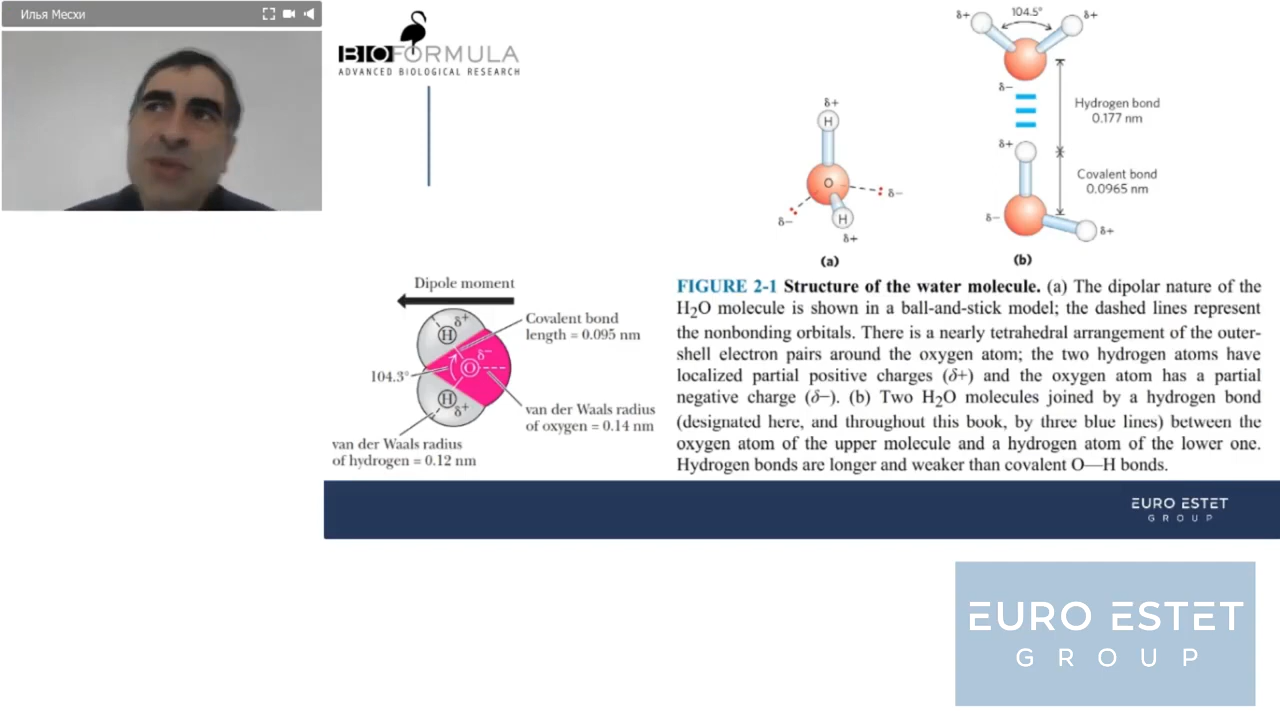 Илья Месхи
BIOFORMULA
ADVANCED BIOLOGICAL RESEARCH
δ+
H
O
δ−
δ−
H
δ+
(a)
δ+
104.5°
δ+
δ−
Hydrogen bond
0.177 nm
δ+
Covalent bond
0.0965 nm
δ−
δ+
(b)
Dipole moment
δ+
H
Covalent bond
length = 0.095 nm
δ−
O
104.3°
H
δ+
van der Waals radius
of oxygen = 0.14 nm
van der Waals radius
of hydrogen = 0.12 nm
FIGURE 2-1 Structure of the water molecule. (a) The dipolar nature of the
H₂O molecule is shown in a ball-and-stick model; the dashed lines represent
the nonbonding orbitals. There is a nearly tetrahedral arrangement of the outer-
shell electron pairs around the oxygen atom; the two hydrogen atoms have
localized partial positive charges (δ+) and the oxygen atom has a partial
negative charge (δ−). (b) Two H₂O molecules joined by a hydrogen bond
(designated here, and throughout this book, by three blue lines) between the
oxygen atom of the upper molecule and a hydrogen atom of the lower one.
Hydrogen bonds are longer and weaker than covalent O—H bonds.
EURO ESTET
GROUP
EURO ESTET
GROUP